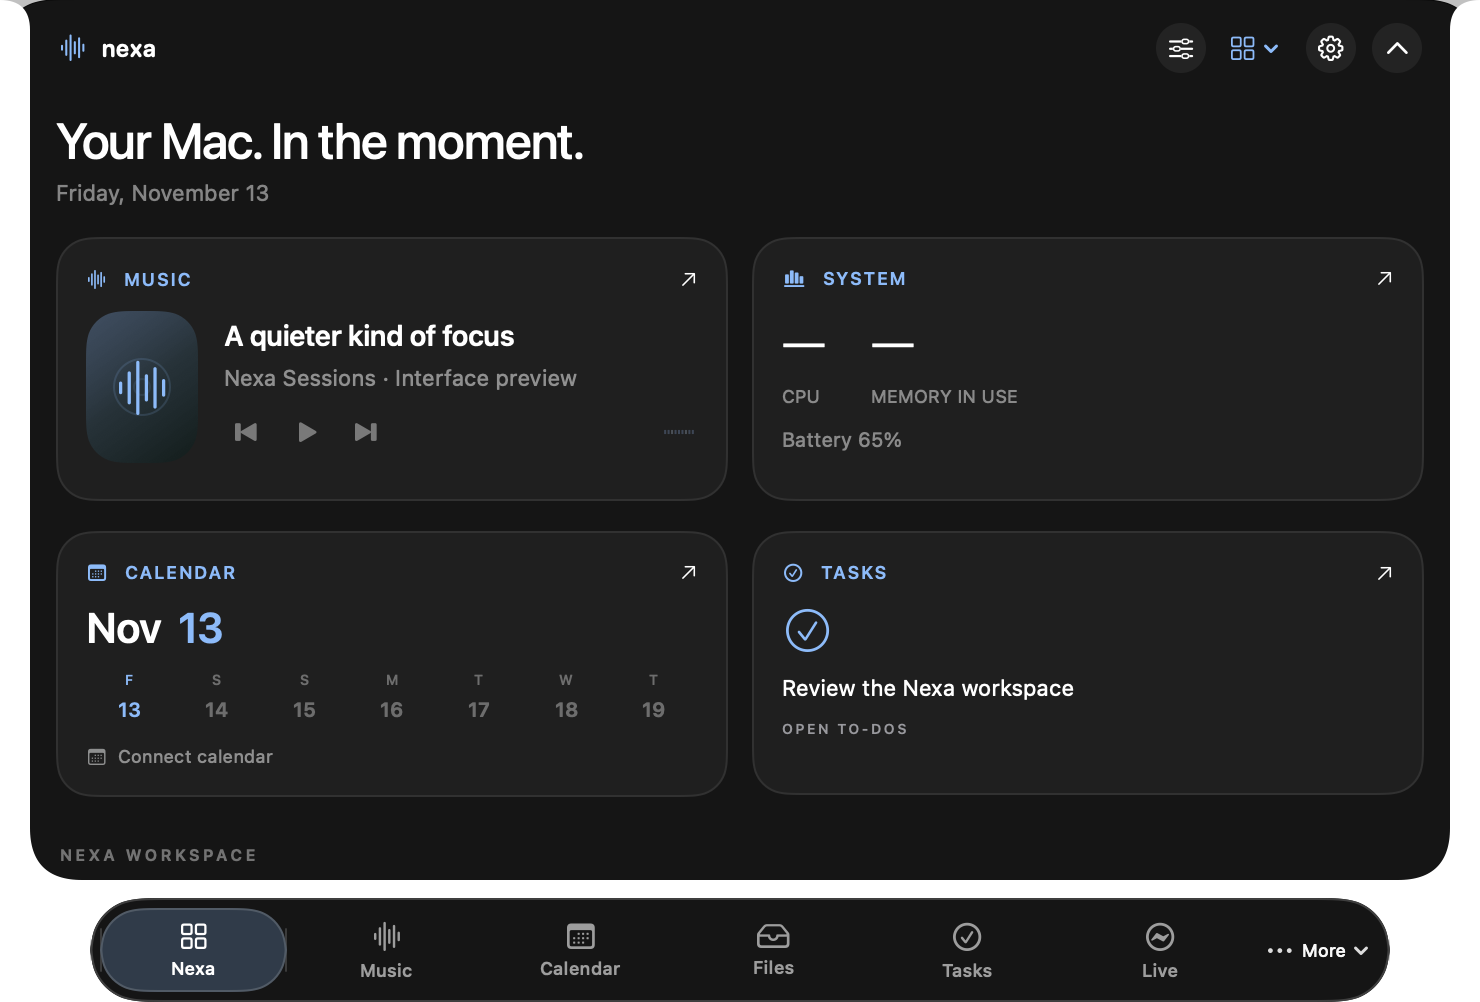 nexa
Your Mac. In the moment.
Friday, November 13
MUSIC
A quieter kind of focus
Nexa Sessions · Interface preview
SYSTEM
— —
CPU MEMORY IN USE
Battery 65%
CALENDAR
Nov 13
F S S M T W T
13 14 15 16 17 18 19
Connect calendar
TASKS
Review the Nexa workspace
OPEN TO-DOS
NEXA WORKSPACE
Nexa Music Calendar Files Tasks Live ••• More